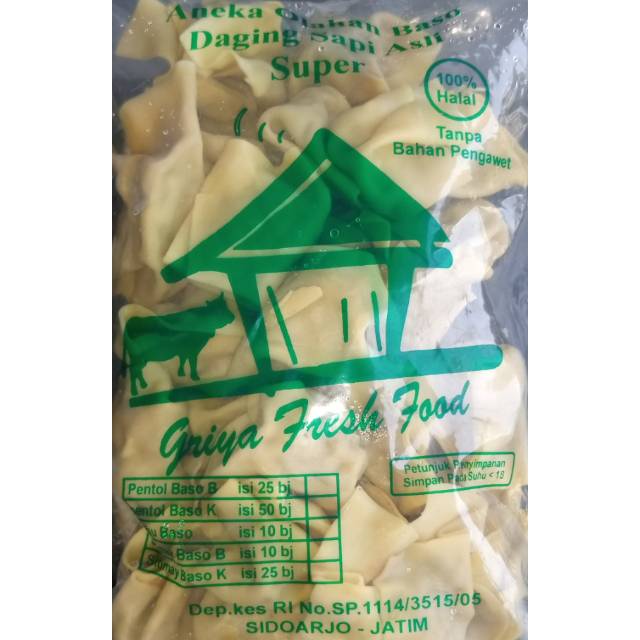 Aneka Olahan Baso
Daging Sapi Asli
Super
100%
Halal
Tanpa
Bahan Pengawet
Griya Fresh Food
Petunjuk Penyimpanan
Simpan Pada Suhu < 18
Pentol Baso B isi 25 bj
Pentol Baso K isi 50 bj
Baso isi 10 bj
Baso B isi 10 bj
Siomay Baso K isi 25 bj
Dep.kes RI No.SP.1114/3515/05
SIDOARJO - JATIM